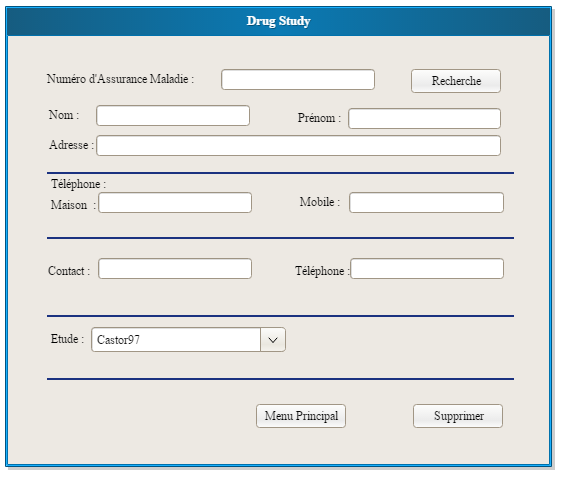 Drug Study
Numéro d'Assurance Maladie : Recherche
Nom : Prénom :
Adresse :
Téléphone :
Maison : Mobile :
Contact : Téléphone :
Etude : Castor97
Menu Principal Supprimer